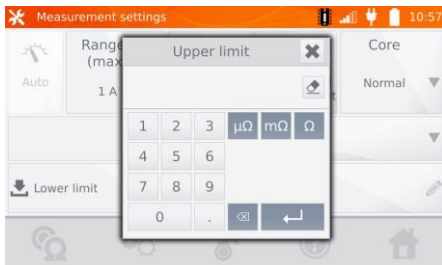 Measurement settings 10:57
Range Upper limit Core
(max
Auto 1 A Normal
1 2 3 μΩ mΩ Ω
4 5 6
Lower limit 7 8 9
0 .